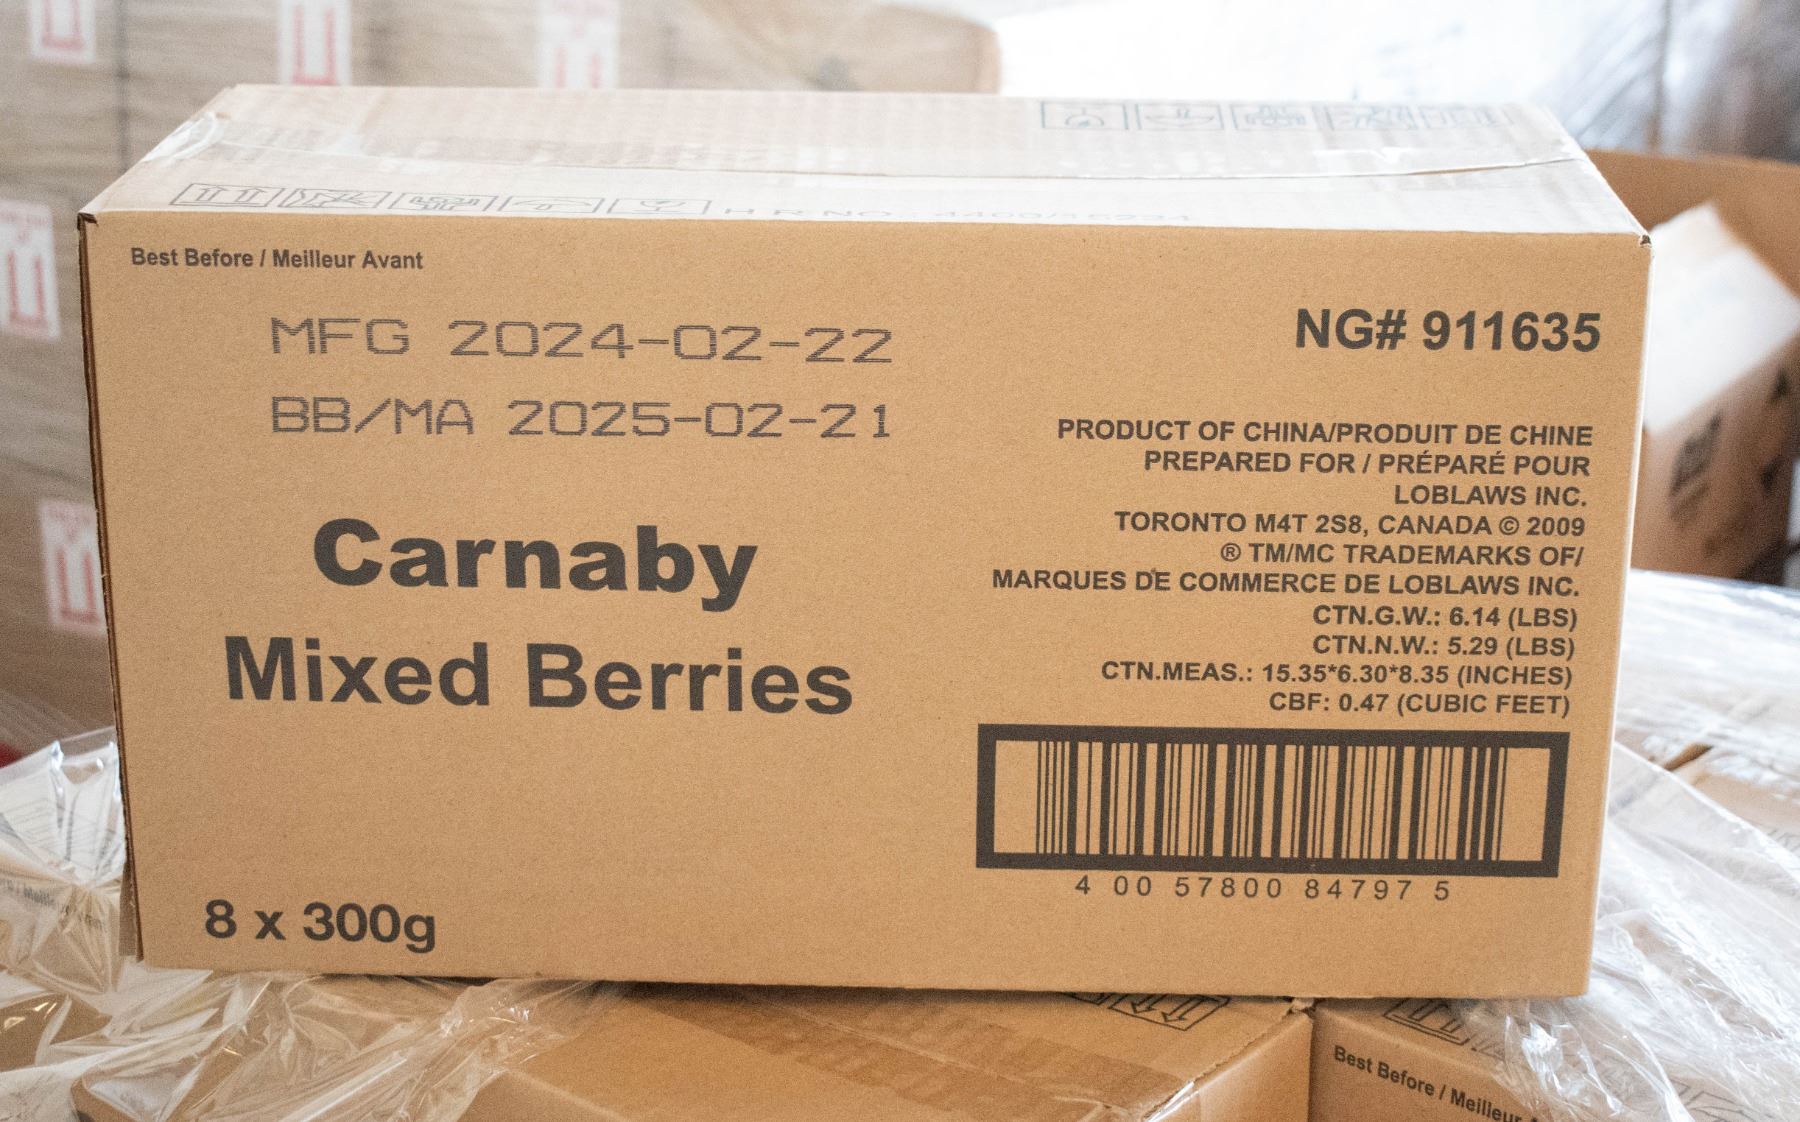 Best Before / Meilleur Avant
MFG 2024-02-22
BB/MA 2025-02-21
Carnaby
Mixed Berries
8 x 300g
NG# 911635
PRODUCT OF CHINA/PRODUIT DE CHINE
PREPARED FOR / PRÉPARÉ POUR
LOBLAWS INC.
TORONTO M4T 2S8, CANADA © 2009
® TM/MC TRADEMARKS OF/
MARQUES DE COMMERCE DE LOBLAWS INC.
CTN.G.W.: 6.14 (LBS)
CTN.N.W.: 5.29 (LBS)
CTN.MEAS.: 15.35*6.30*8.35 (INCHES)
CBF: 0.47 (CUBIC FEET)
4 00 57800 84797 5
Best Before / Meilleur